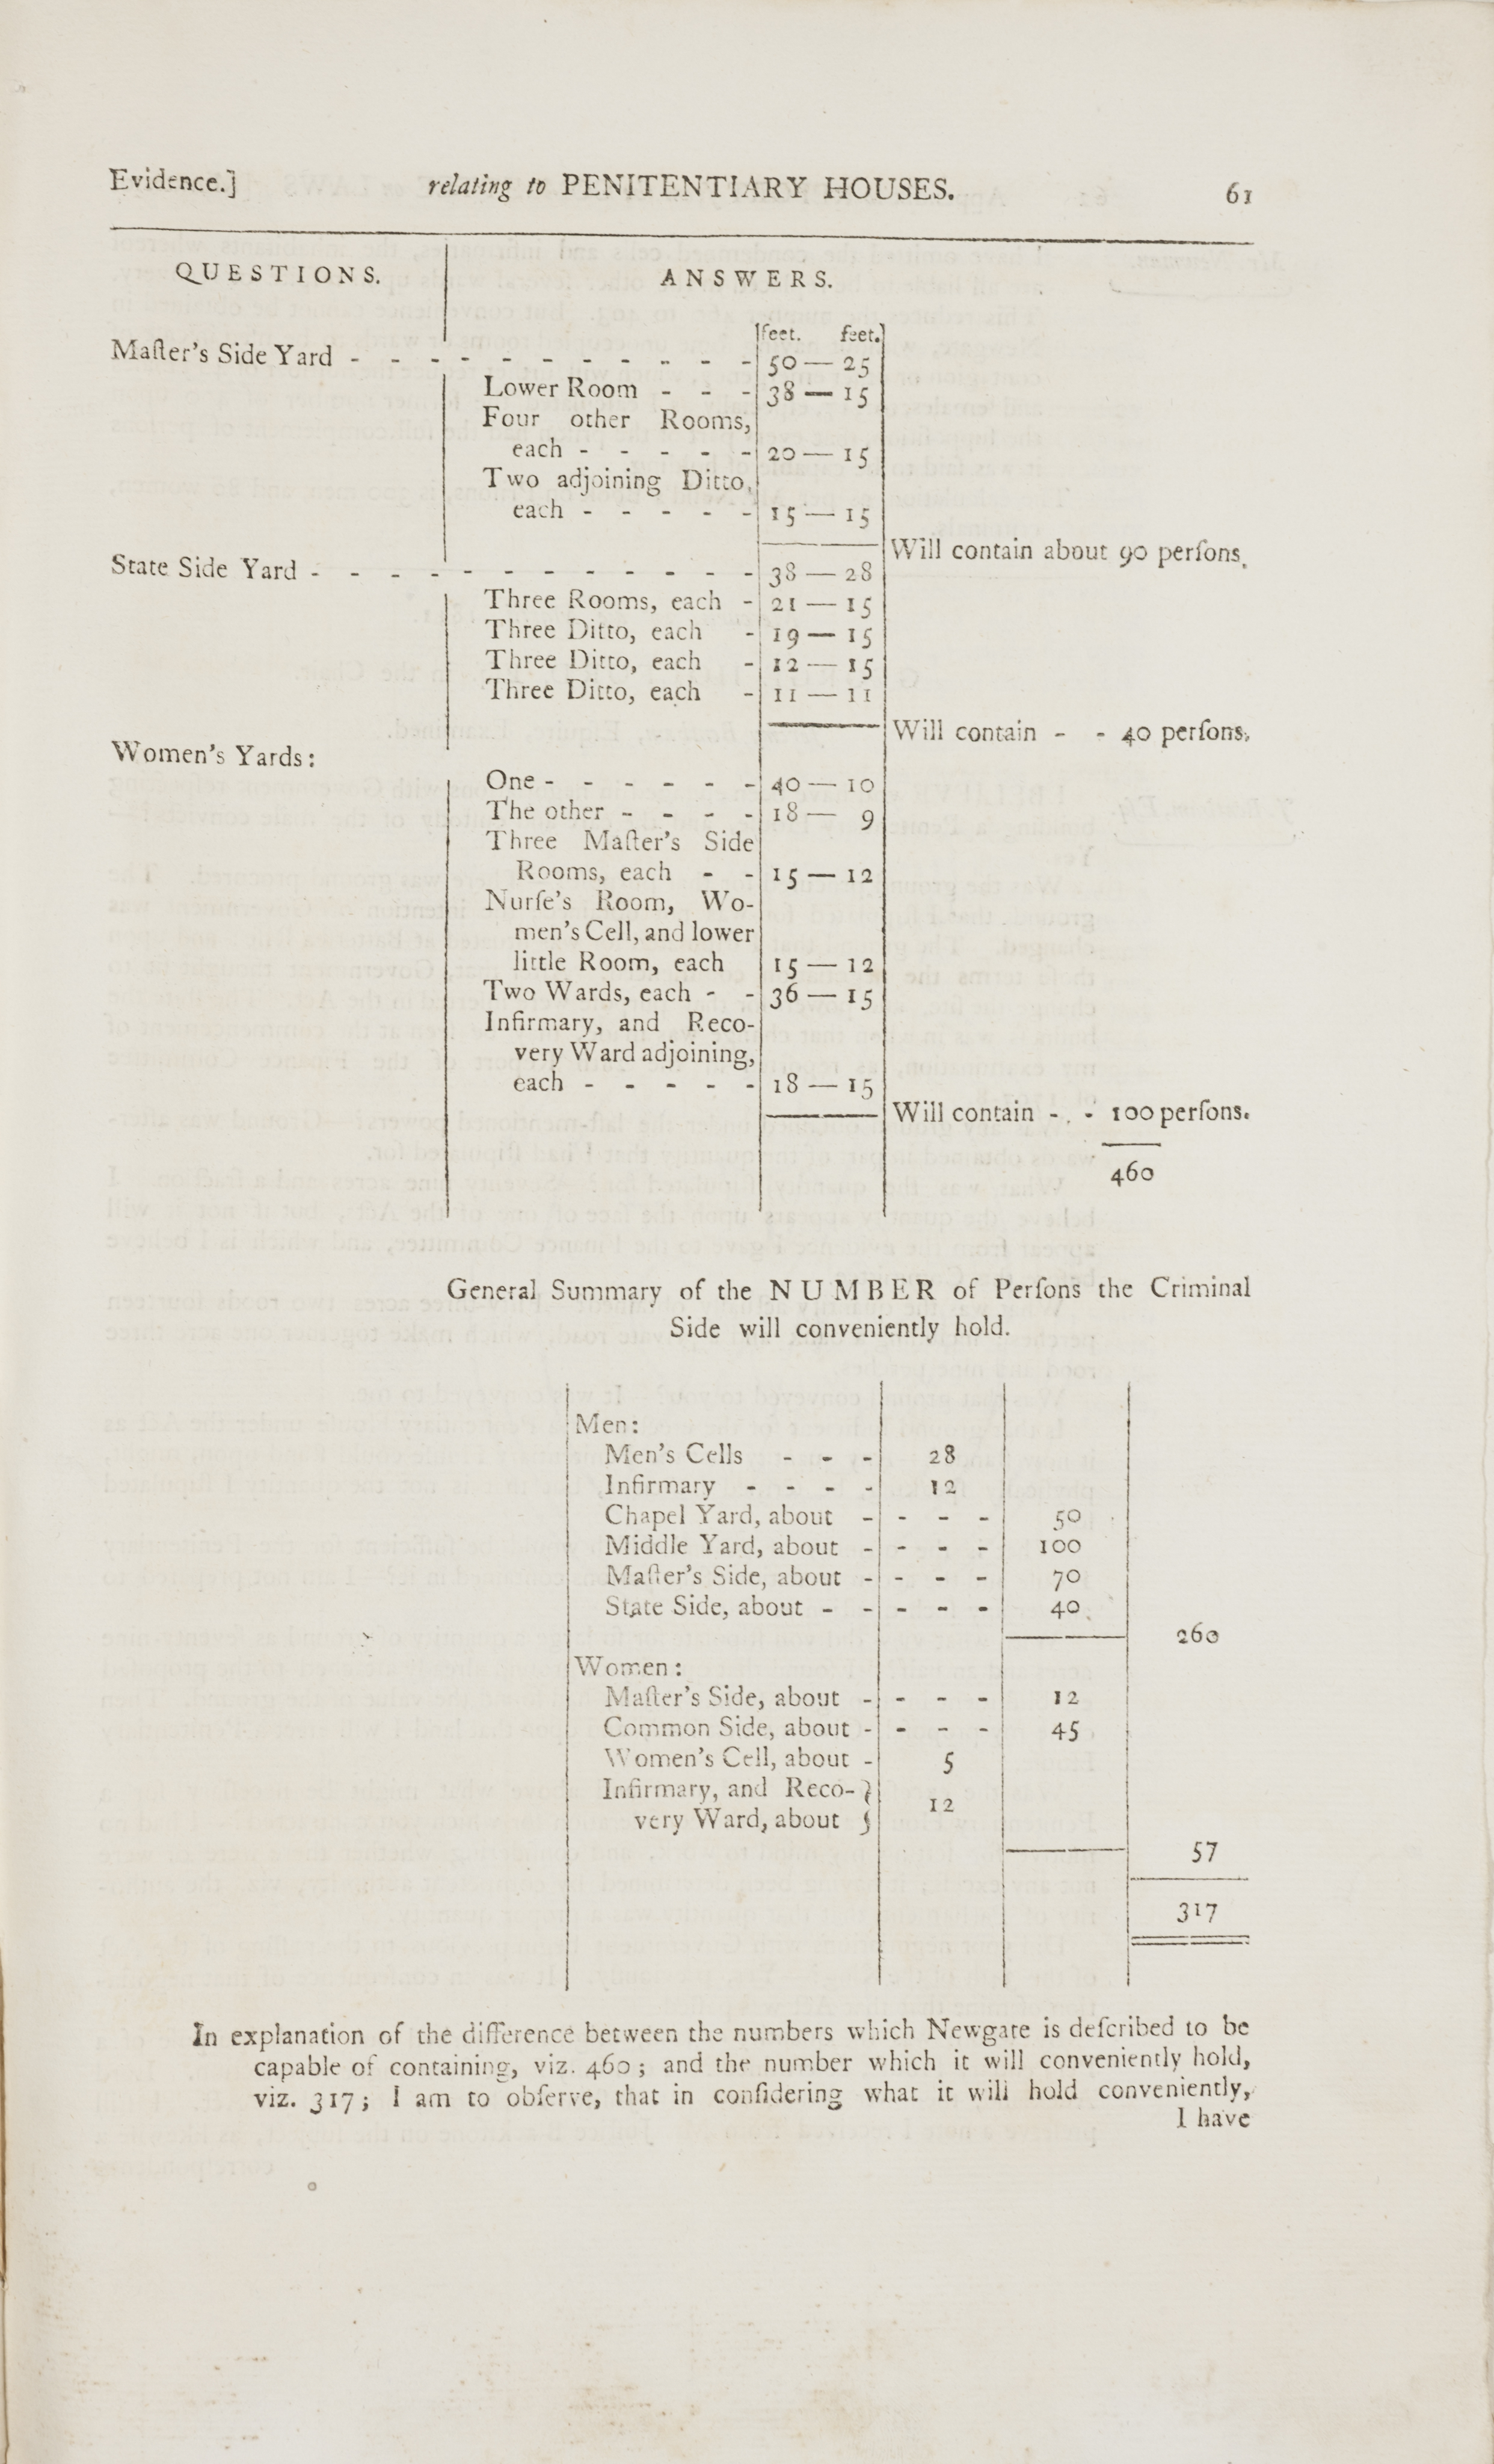 Evidence.] relating to PENITENTIARY HOUSES. 61
QUESTIONS. ANSWERS.
feet. feet.
Maſter's Side Yard - - - - - - - - - - - 50 — 25
Lower Room - - - 38 — 15
Four other Rooms,
each - - - - - 20 — 15
Two adjoining Ditto,
each - - - - - 15 — 15
Will contain about 90 perſons.
State Side Yard - - - - - - - - - - - - 38 — 28
Three Rooms, each - 21 — 15
Three Ditto, each - 19 — 15
Three Ditto, each - 12 — 15
Three Ditto, each - 11 — 11
Will contain - - 40 perſons.
Women's Yards:
One - - - - - - 40 — 10
The other - - - - 18 — 9
Three Maſter's Side
Rooms, each - - 15 — 12
Nurſe's Room, Wo-
men's Cell, and lower
little Room, each 15 — 12
Two Wards, each - - 36 — 15
Infirmary, and Reco-
very Ward adjoining,
each - - - - - 18 — 15
Will contain - - 100 perſons.
460
General Summary of the NUMBER of Perſons the Criminal
Side will conveniently hold.
Men:
Men's Cells - - - 28
Infirmary - - - - 12
Chapel Yard, about - - - - 50
Middle Yard, about - - - - 100
Maſter's Side, about - - - - 70
State Side, about - - - - - 40
260
Women:
Maſter's Side, about - - - - 12
Common Side, about - - - - 45
Women's Cell, about - 5
Infirmary, and Reco- }
very Ward, about } 12
57
317
In explanation of the difference between the numbers which Newgate is deſcribed to be
capable of containing, viz. 460; and the number which it will conveniently hold,
viz. 317; I am to obſerve, that in conſidering what it will hold conveniently,
I have